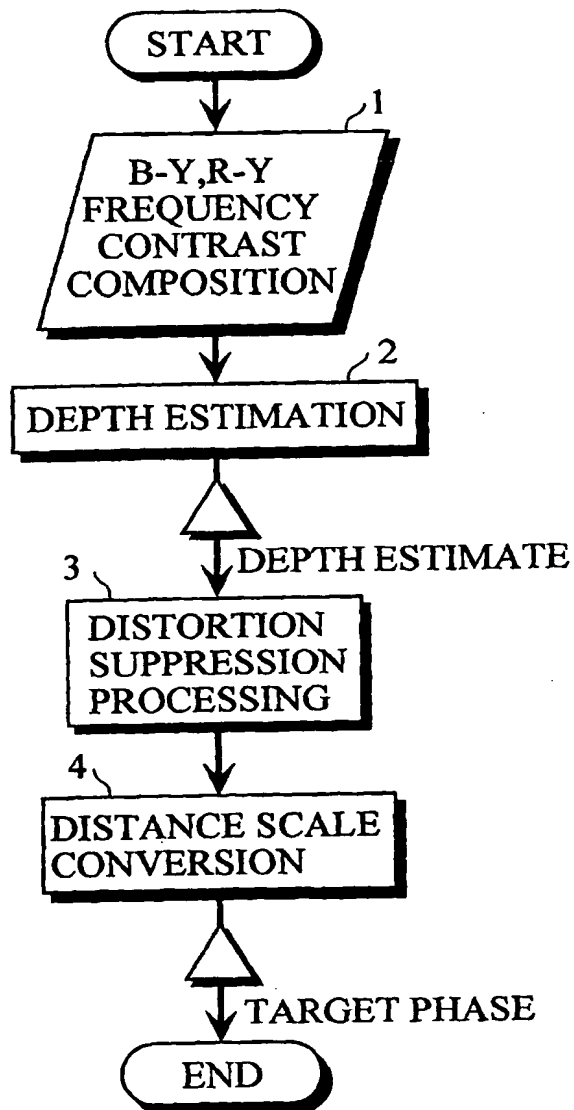 START
1
B-Y,R-Y
FREQUENCY
CONTRAST
COMPOSITION
2
DEPTH ESTIMATION
DEPTH ESTIMATE
3
DISTORTION
SUPPRESSION
PROCESSING
4
DISTANCE SCALE
CONVERSION
TARGET PHASE
END